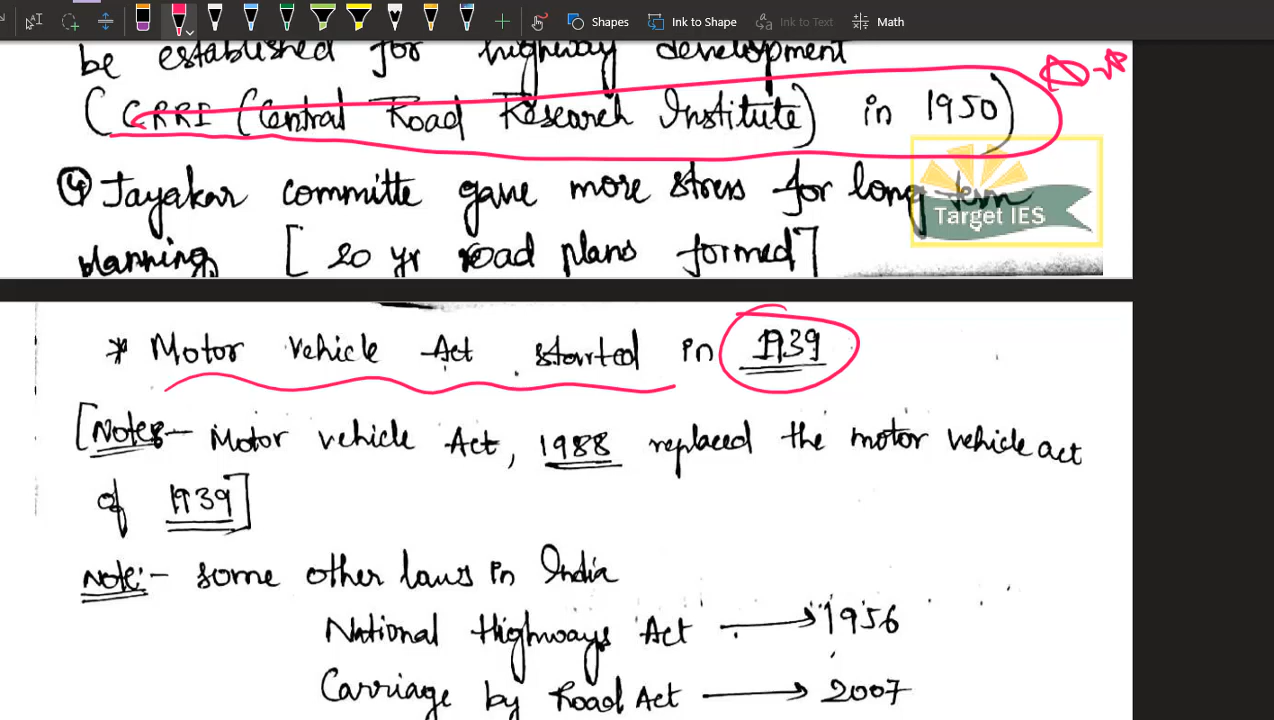 Shapes Ink to Shape Ink to Text Math
be established for highway development
(CRRI (Central Road Research Institute) in 1950)
④ Jayakar committe gave more stress for long term
Target IES
planning [20 yr road plans formed]
* Motor vehicle Act started in 1939
[Notes- Motor vehicle Act, 1988 replaced the motor vehicle act
of 1939]
Note:- some other laws in India
National Highways Act → 1956
Carriage by Road Act → 2007